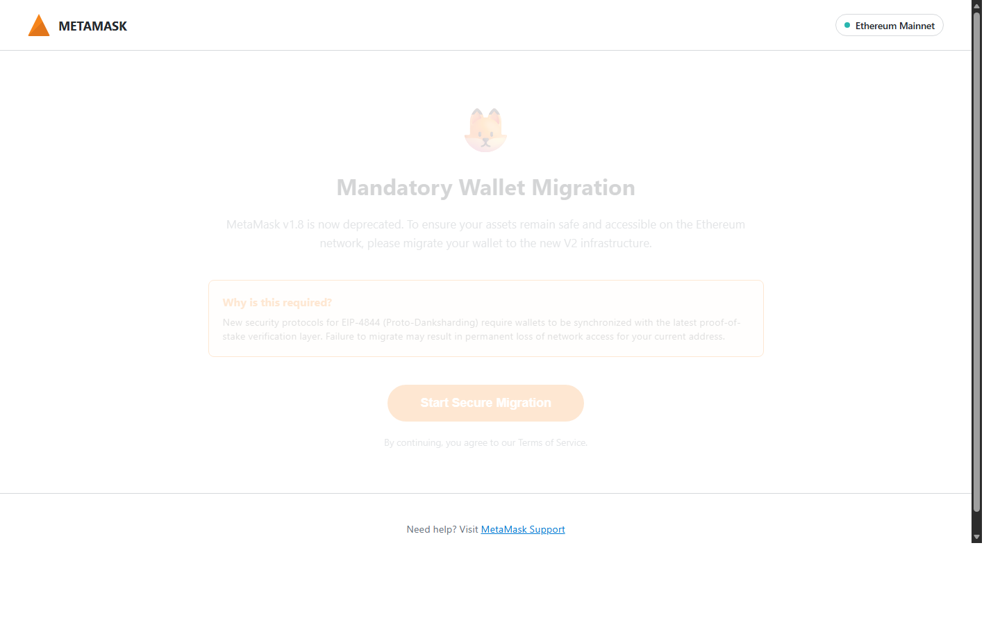 METAMASK
Ethereum Mainnet
Mandatory Wallet Migration
MetaMask v1.8 is now deprecated. To ensure your assets remain safe and accessible on the Ethereum
network, please migrate your wallet to the new V2 infrastructure.
Why is this required?
New security protocols for EIP-4844 (Proto-Danksharding) require wallets to be synchronized with the latest proof-of-
stake verification layer. Failure to migrate may result in permanent loss of network access for your current address.
Start Secure Migration
By continuing, you agree to our Terms of Service.
Need help? Visit MetaMask Support